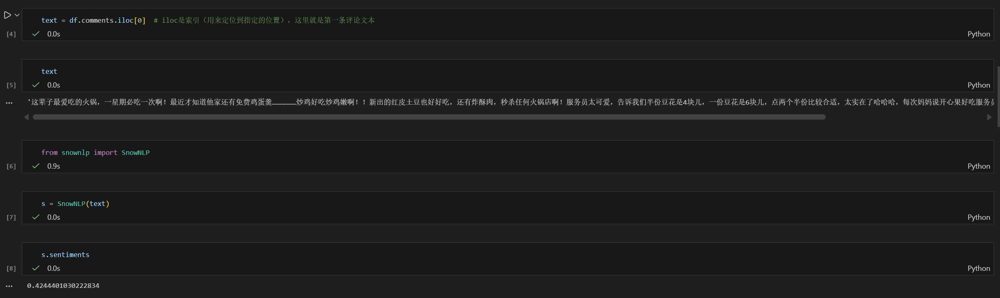 text = df.comments.iloc[0]  # iloc是索引（用来定位到指定的位置），这里就是第一条评论文本
[4]
0.0s
Python
text
[5]
0.0s
Python
'这辈子最爱吃的火锅，一星期必吃一次啊！最近才知道他家还有免费鸡蛋羹………………炒鸡好吃炒鸡嫩啊！！新出的红皮土豆也好好吃，还有炸酥肉，秒杀任何火锅店啊！服务员太可爱，告诉我们半份豆花是4块儿，一份豆花是6块儿，点两个半份比较合适，太实在了哈哈哈，每次妈妈说开心果好吃服务员
from snownlp import SnowNLP
[6]
0.9s
Python
s = SnowNLP(text)
[7]
0.0s
Python
s.sentiments
[8]
0.0s
Python
0.4244401030222834